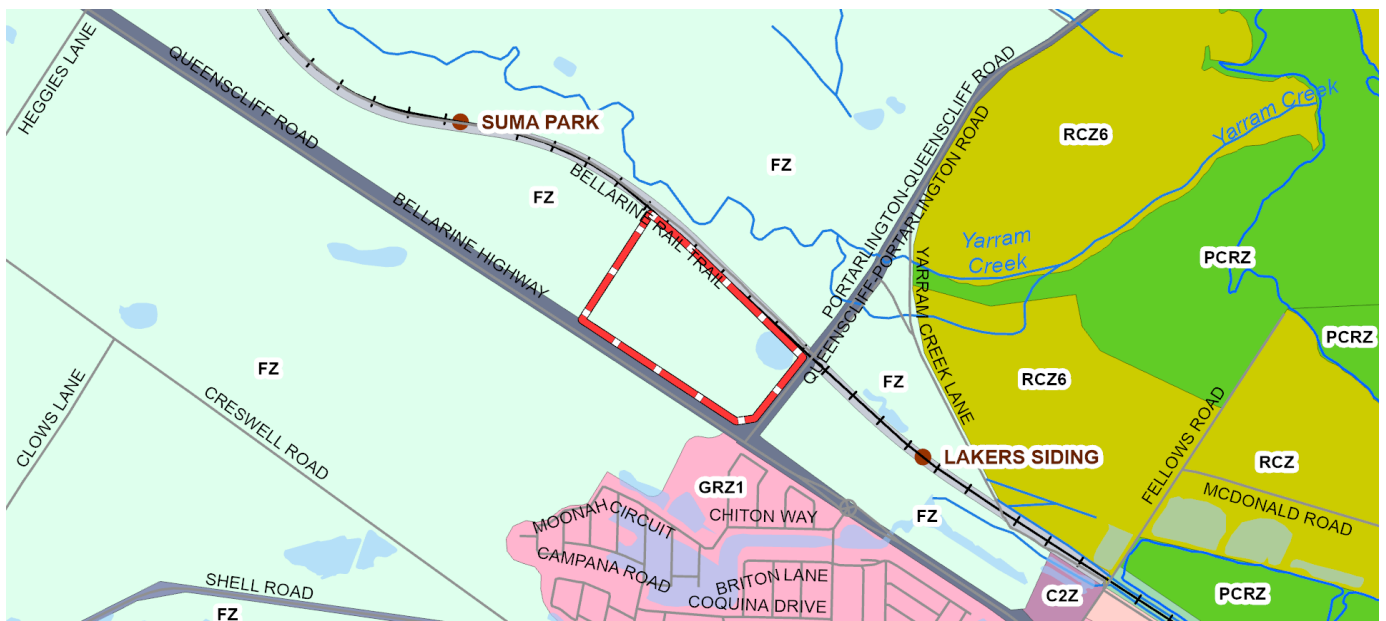 HEGGIES LANE
QUEENSCLIFF ROAD
SUMA PARK
FZ
BELLARINE HIGHWAY
FZ
BELLARINE RAIL TRAIL
PORTARLINGTON-QUEENSCLIFF ROAD
QUEENSCLIFF-PORTARLINGTON ROAD
RCZ6
Yarram Creek
Yarram
Creek
PCRZ
YARRAM CREEK LANE
PCRZ
FZ
CRESWELL ROAD
CLOWS LANE
FZ
RCZ6
FELLOWS ROAD
LAKERS SIDING
RCZ
MCDONALD ROAD
GRZ1
CHITON WAY
MOONAH CIRCUIT
FZ
CAMPANA ROAD
BRITON LANE
COQUINA DRIVE
SHELL ROAD
FZ
C2Z
PCRZ